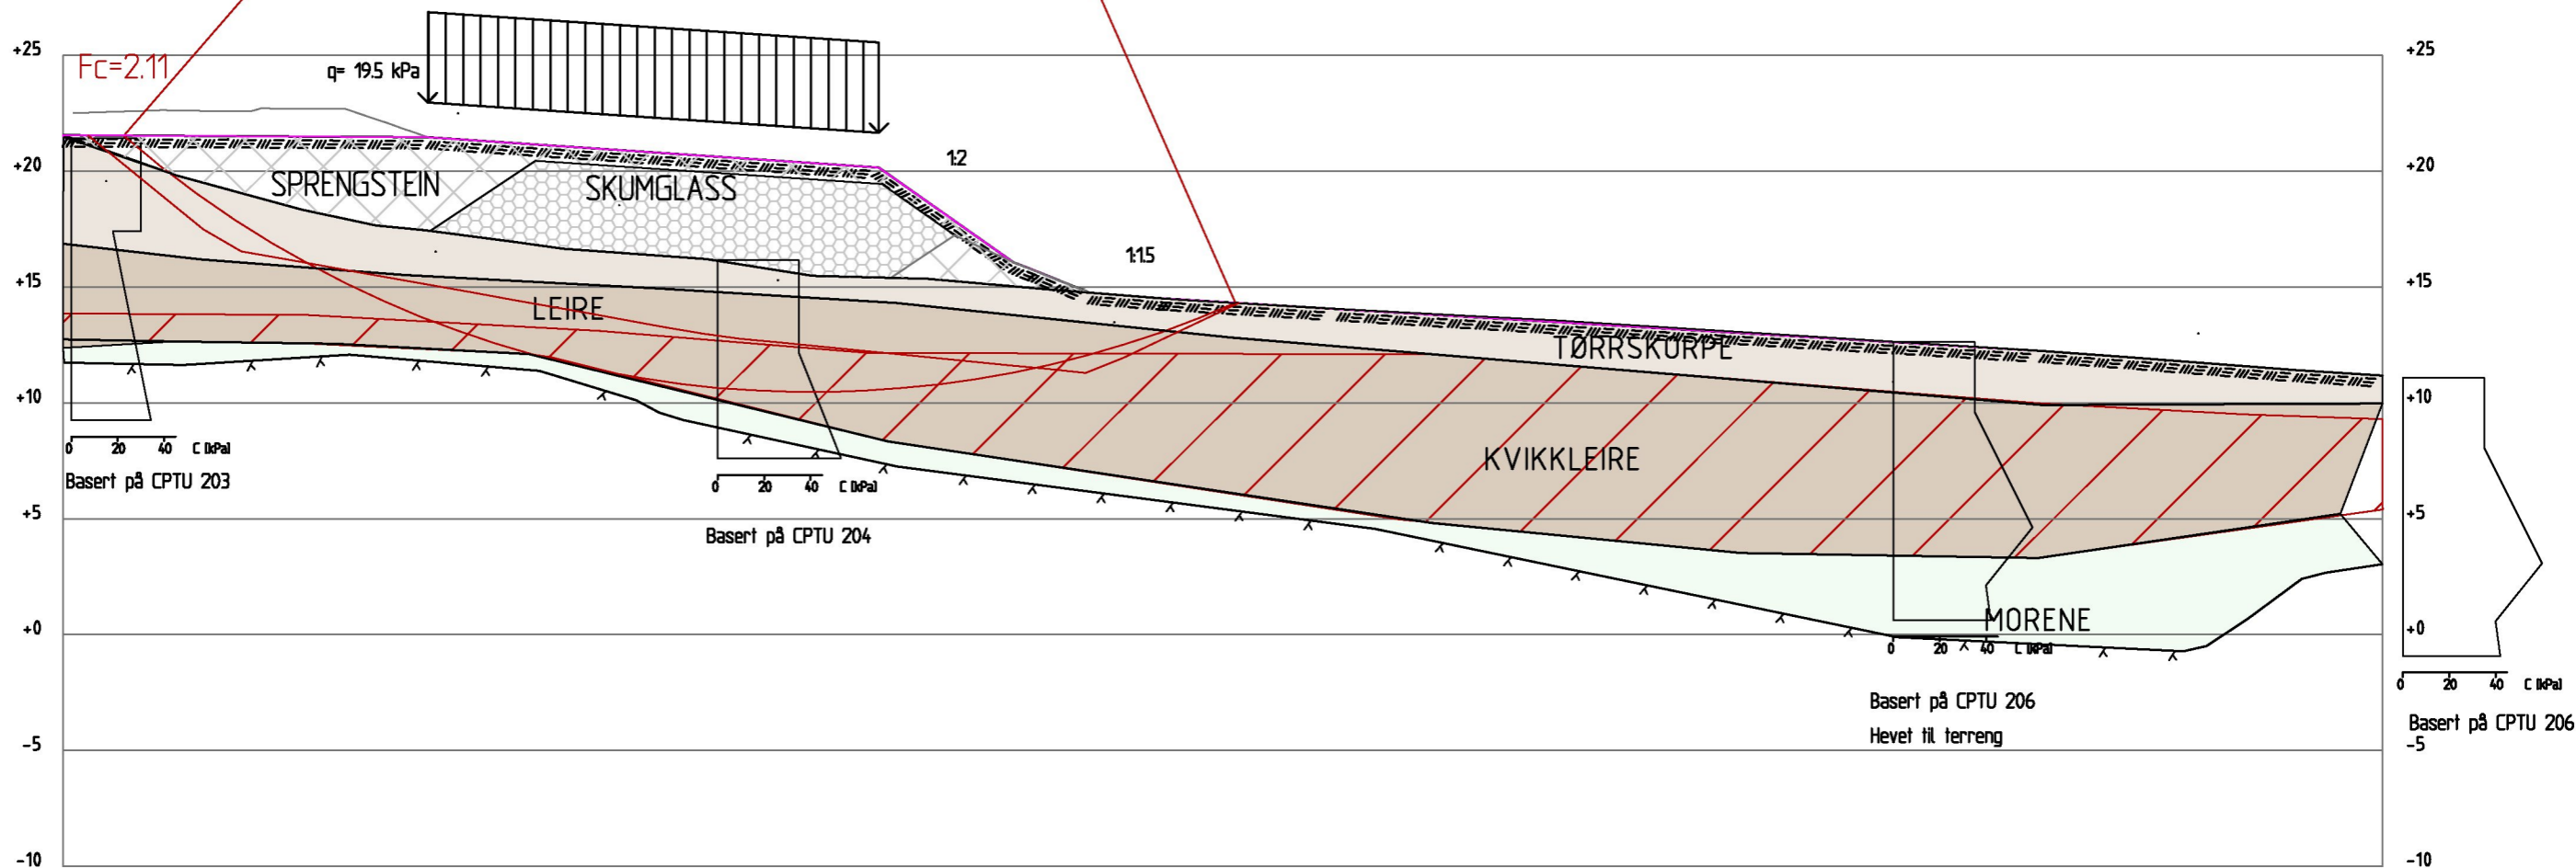 +25
+25
Fc=2.11
q= 19.5 kPa
1:2
+20
+20
SPRENGSTEIN
SKUMGLASS
1:1.5
+15
+15
LEIRE
TØRRSKORPE
+10
+10
0 20 40 C [kPa]
Basert på CPTU 203
KVIKKLEIRE
0 20 40 C [kPa]
+5
+5
Basert på CPTU 204
MORENE
+0
+0
0 20 40 C [kPa]
0 20 40 C [kPa]
Basert på CPTU 206
Hevet til terreng
Basert på CPTU 206
-5
-5
-10
-10